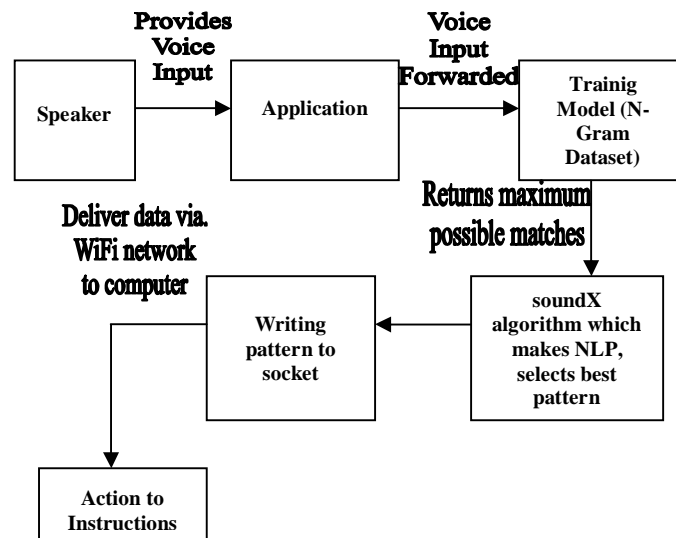 Provides
Voice
Input
Voice
Input
Forwarded
Speaker
Application
Trainig
Model (N-
Gram
Dataset)
Returns maximum
possible matches
Deliver data via.
WiFi network
to computer
Writing
pattern to
socket
soundX
algorithm which
makes NLP,
selects best
pattern
Action to
Instructions